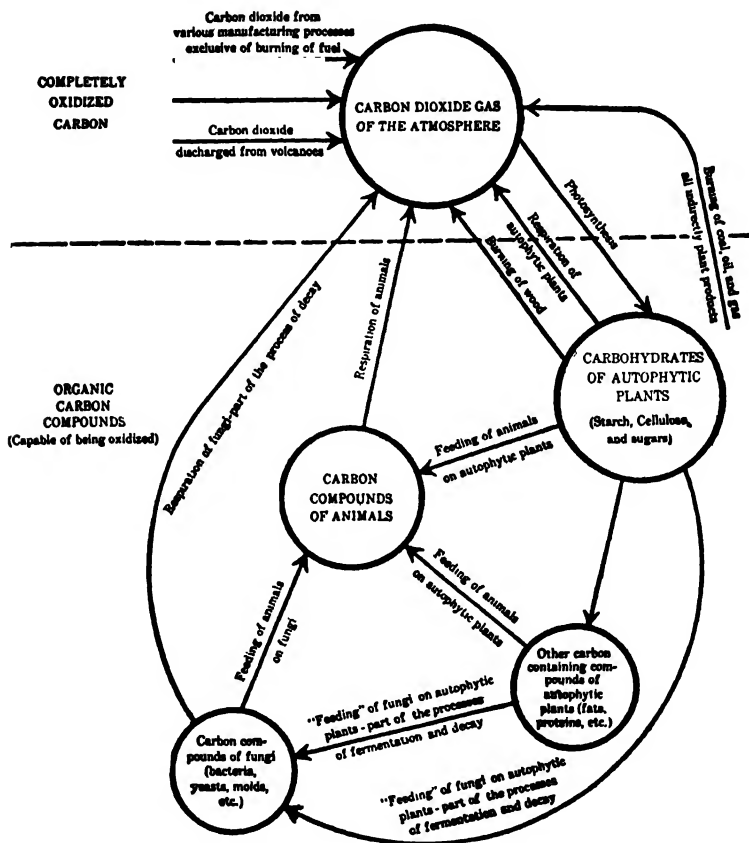 Carbon dioxide from
various manufacturing processes
exclusive of burning of fuel
COMPLETELY
OXIDIZED
CARBON
CARBON DIOXIDE GAS
OF THE ATMOSPHERE
Carbon dioxide
discharged from volcanoes
Photosynthesis
Respiration of
autophytic plants
Burning of wood
Burning of coal, oil, and gas
all indirectly plant products
Respiration of animals
Respiration of fungi-part of the process of decay
ORGANIC
CARBON
COMPOUNDS
(Capable of being oxidized)
CARBOHYDRATES
OF AUTOPHYTIC
PLANTS
(Starch, Cellulose,
and sugars)
Feeding of animals
on autophytic plants
CARBON
COMPOUNDS
OF ANIMALS
Feeding of animals
on autophytic plants
Feeding of animals
on fungi
Other carbon
containing com-
pounds of
autophytic
plants (fats,
proteins, etc.)
"Feeding" of fungi on autophytic
plants - part of the processes
of fermentation and decay
Carbon com-
pounds of fungi
(bacteria,
yeasts, molds,
etc.)
"Feeding" of fungi on autophytic
plants - part of the processes
of fermentation and decay